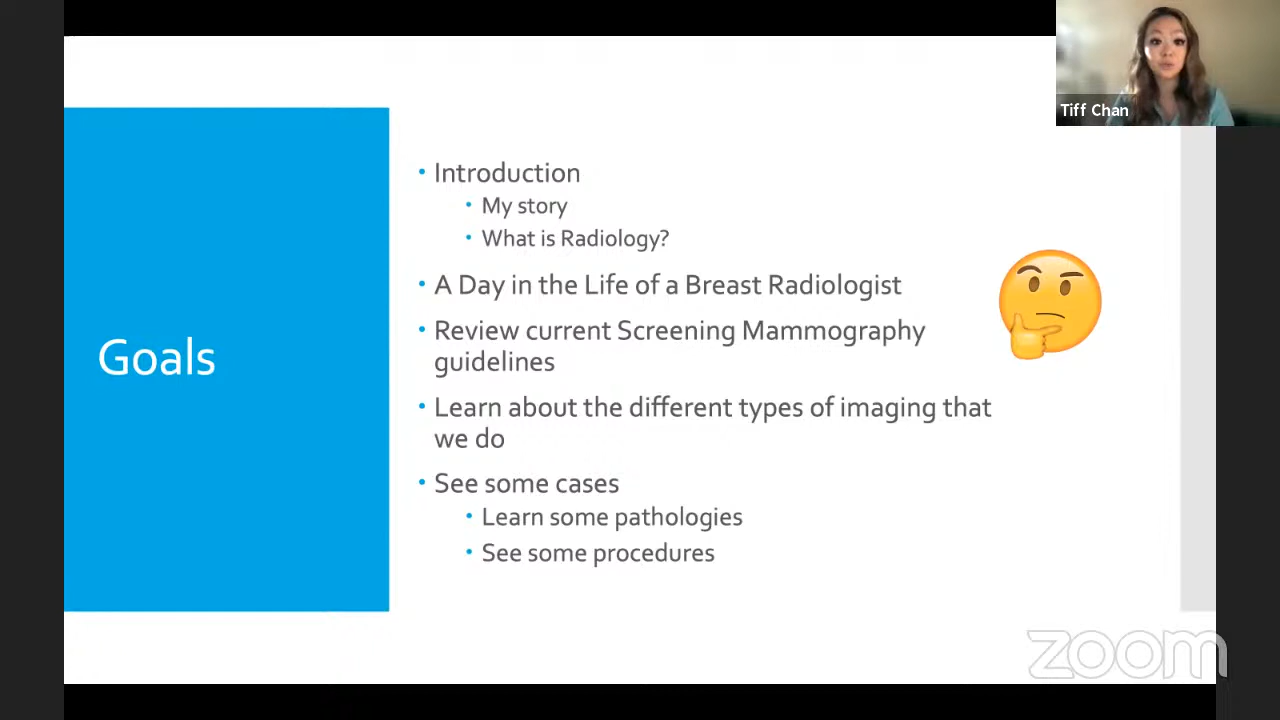 Tiff Chan
Goals
Introduction
My story
What is Radiology?
A Day in the Life of a Breast Radiologist
Review current Screening Mammography
guidelines
Learn about the different types of imaging that
we do
See some cases
Learn some pathologies
See some procedures
zoom